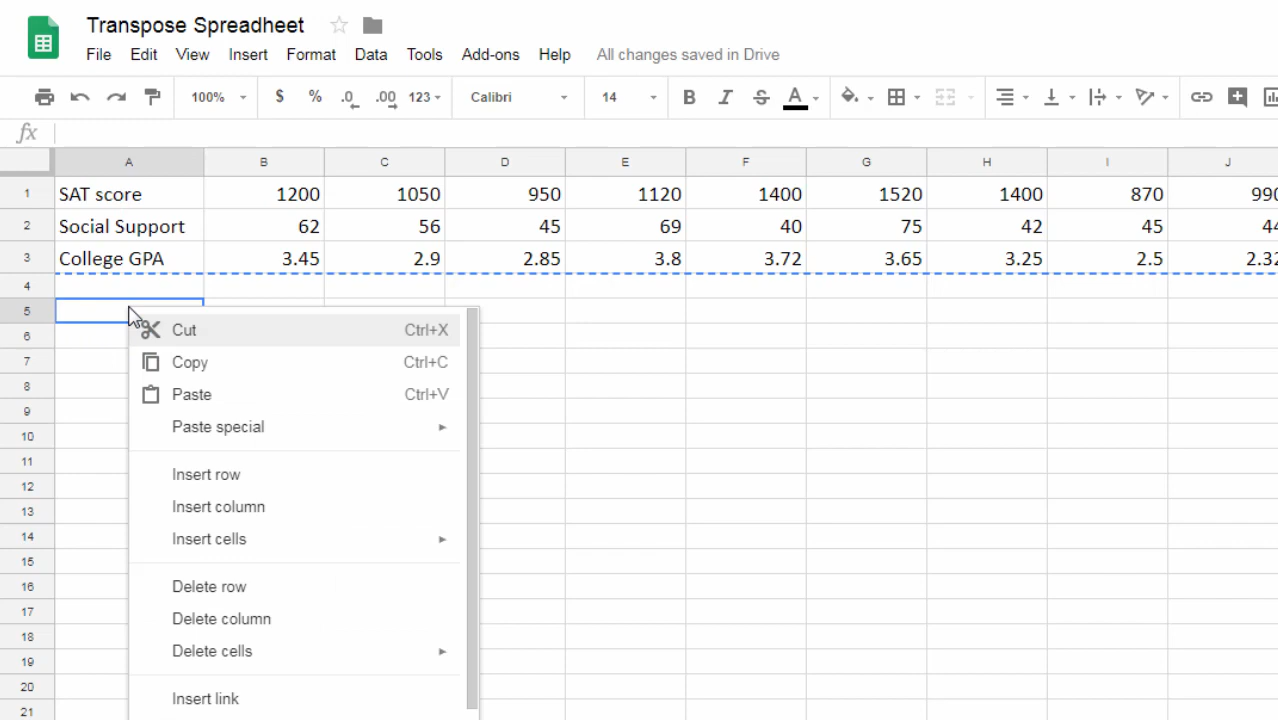 Transpose Spreadheet
File Edit View Insert Format Data Tools Add-ons Help All changes saved in Drive
100% $ % .0 .00 123 Calibri 14 B I S A
fx
A B C D E F G H I J
1 SAT score 1200 1050 950 1120 1400 1520 1400 870 990
2 Social Support 62 56 45 69 40 75 42 45 44
3 College GPA 3.45 2.9 2.85 3.8 3.72 3.65 3.25 2.5 2.32
4
5
Cut Ctrl+X
6
7 Copy Ctrl+C
8
Paste Ctrl+V
9
10 Paste special
11
12 Insert row
13 Insert column
14 Insert cells
15
16 Delete row
17 Delete column
18
19 Delete cells
20
Insert link
21